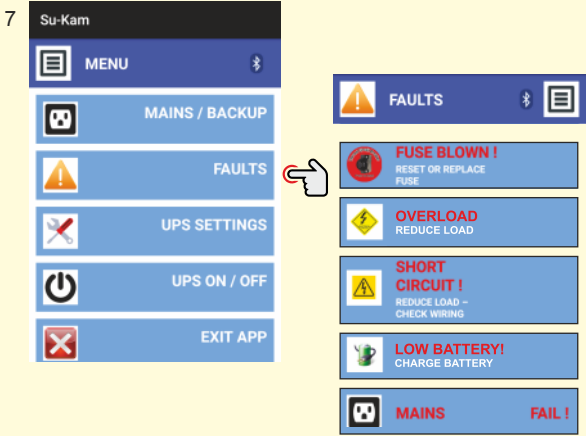 7
Su-Kam
MENU
MAINS / BACKUP
FAULTS
UPS SETTINGS
UPS ON / OFF
EXIT APP
FAULTS
FUSE BLOWN !
RESET OR REPLACE
FUSE
OVERLOAD
REDUCE LOAD
SHORT
CIRCUIT !
REDUCE LOAD –
CHECK WIRING
LOW BATTERY!
CHARGE BATTERY
MAINS FAIL !